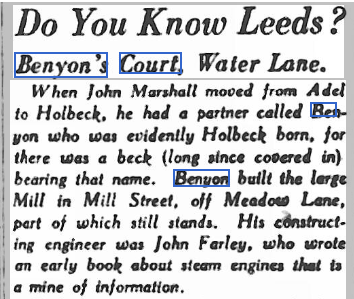 Do You Know Leeds?
Benyon's Court, Water Lane.
When John Marshall moved from Adel
to Holbeck, he had a partner called Ben-
yon who was evidently Holbeck born, for
there was a beck (long since covered in)
bearing that name. Benyon built the large
Mill in Mill Street, off Meadow Lane,
part of which still stands. His construct-
ing engineer was John Farley, who wrote
an early book about steam engines that is
a mine of information.